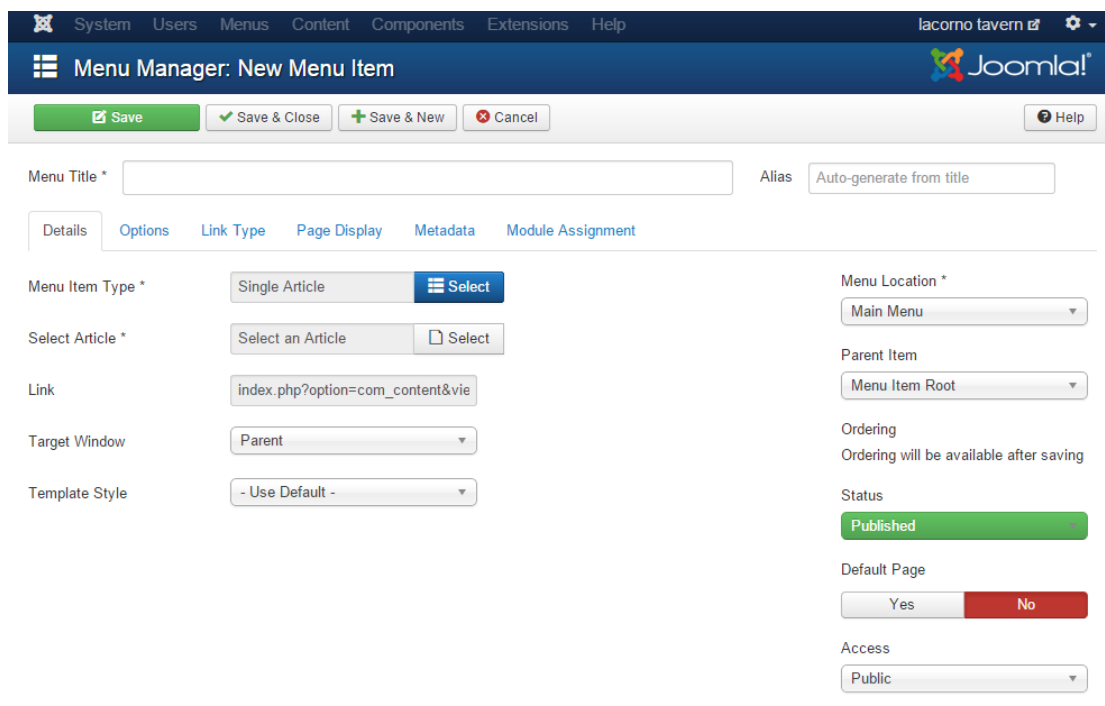 System Users Menus Content Components Extensions Help lacorno tavern
Menu Manager: New Menu Item Joomla!®
Save Save & Close Save & New Cancel Help
Menu Title * Alias Auto-generate from title
Details Options Link Type Page Display Metadata Module Assignment
Menu Item Type * Single Article Select
Menu Location *
Main Menu
Select Article * Select an Article Select
Parent Item
Menu Item Root
Link index.php?option=com_content&vie
Ordering
Ordering will be available after saving
Target Window Parent
Template Style - Use Default -
Status
Published
Default Page
Yes No
Access
Public